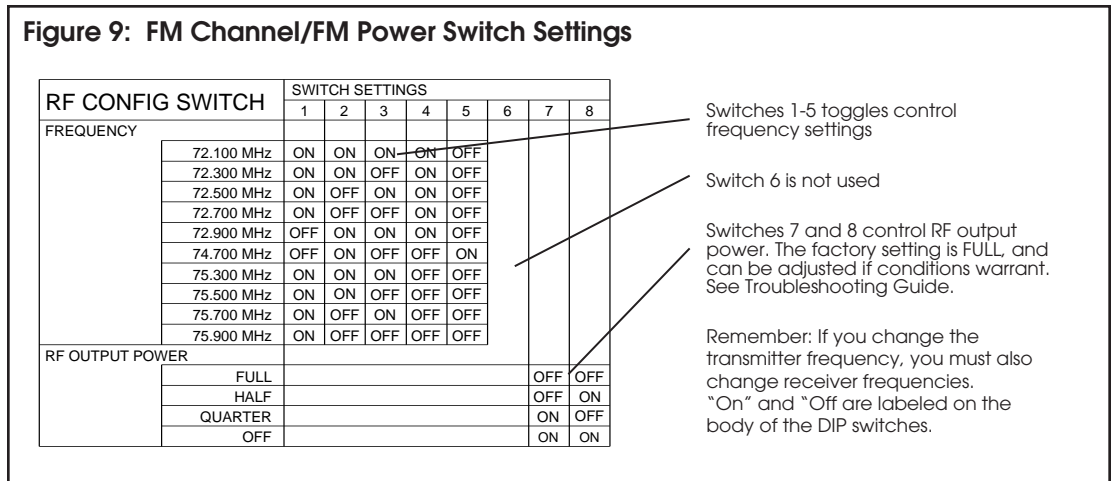 Figure 9: FM Channel/FM Power Switch Settings
RF CONFIG SWITCH
SWITCH SETTINGS
1 2 3 4 5 6 7 8
FREQUENCY
72.100 MHz ON ON ON ON OFF
72.300 MHz ON ON OFF ON OFF
72.500 MHz ON OFF ON ON OFF
72.700 MHz ON OFF OFF ON OFF
72.900 MHz OFF ON ON ON OFF
74.700 MHz OFF ON OFF OFF ON
75.300 MHz ON ON ON OFF OFF
75.500 MHz ON ON OFF OFF OFF
75.700 MHz ON OFF ON OFF OFF
75.900 MHz ON OFF OFF OFF OFF
RF OUTPUT POWER
FULL OFF OFF
HALF OFF ON
QUARTER ON OFF
OFF ON ON
Switches 1-5 toggles control
frequency settings
Switch 6 is not used
Switches 7 and 8 control RF output
power. The factory setting is FULL, and
can be adjusted if conditions warrant.
See Troubleshooting Guide.
Remember: If you change the
transmitter frequency, you must also
change receiver frequencies.
“On” and “Off are labeled on the
body of the DIP switches.